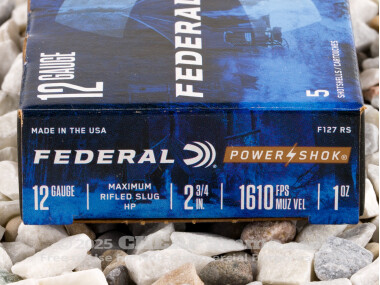 12 GAUGE
FEDERAL
5
SHOTSHELLS / CARTOUCHES
MADE IN THE USA
F127 RS
FEDERAL POWER SHOK®
12 GAUGE
MAXIMUM RIFLED SLUG HP
2 3/4 IN.
1610 FPS MUZ VEL
1 OZ
2025